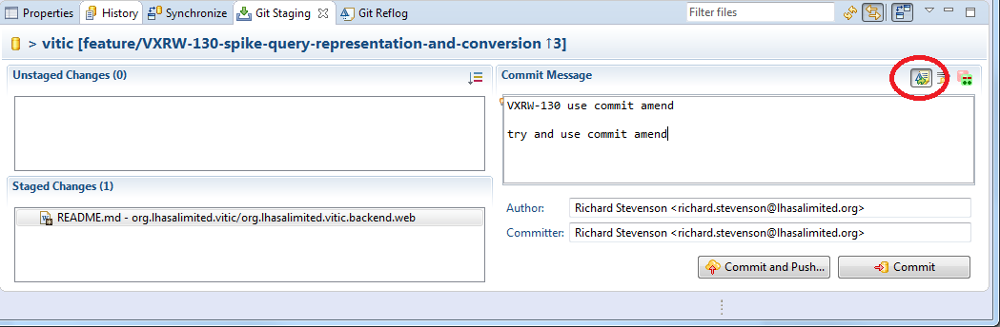 Properties History Synchronize Git Staging Git Reflog Filter files
> vitic [feature/VXRW-130-spike-query-representation-and-conversion ↑3]
Unstaged Changes (0)
Commit Message
VXRW-130 use commit amend
try and use commit amend
Staged Changes (1)
README.md - org.lhasalimited.vitic/org.lhasalimited.vitic.backend.web
Author: Richard Stevenson <richard.stevenson@lhasalimited.org>
Committer: Richard Stevenson <richard.stevenson@lhasalimited.org>
Commit and Push... Commit